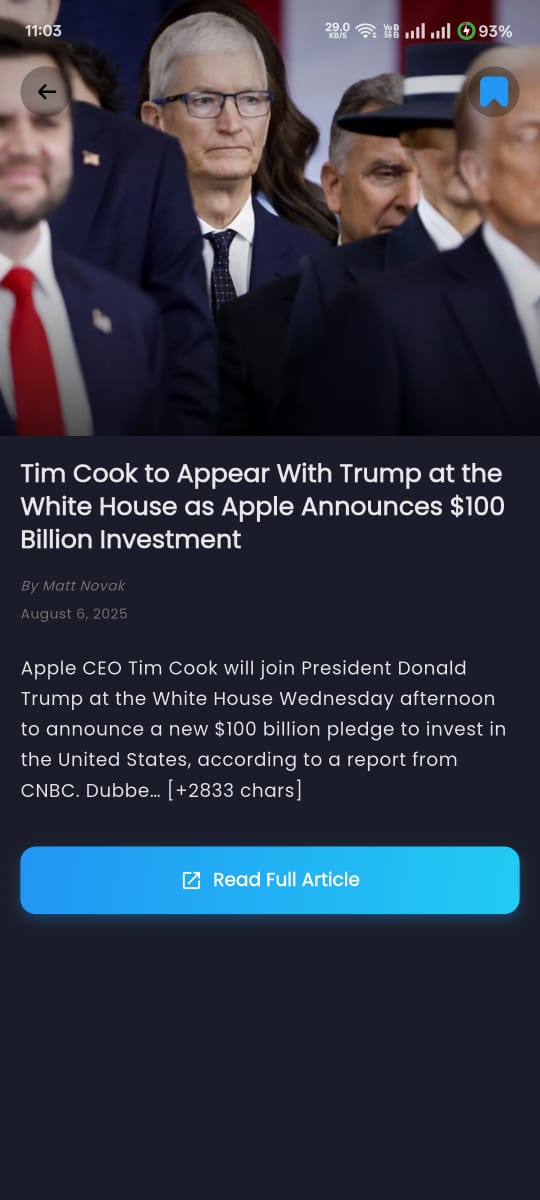 11:03
29.0
KB/S
93%
Tim Cook to Appear With Trump at the
White House as Apple Announces $100
Billion Investment
By Matt Novak
August 6, 2025
Apple CEO Tim Cook will join President Donald
Trump at the White House Wednesday afternoon
to announce a new $100 billion pledge to invest in
the United States, according to a report from
CNBC. Dubbe… [+2833 chars]
Read Full Article